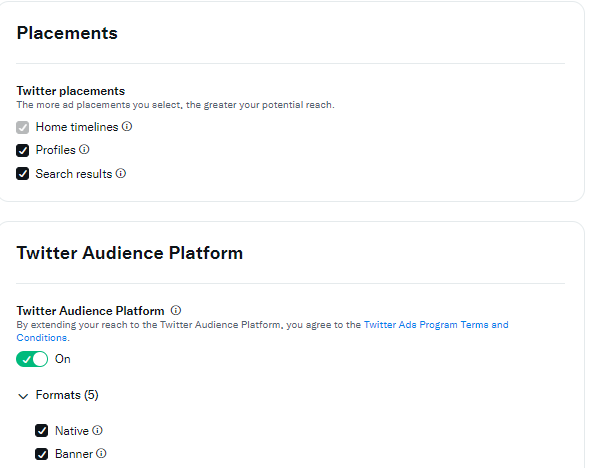 Placements
Twitter placements
The more ad placements you select, the greater your potential reach.
Home timelines
Profiles
Search results
Twitter Audience Platform
Twitter Audience Platform
By extending your reach to the Twitter Audience Platform, you agree to the Twitter Ads Program Terms and
Conditions.
On
Formats (5)
Native
Banner